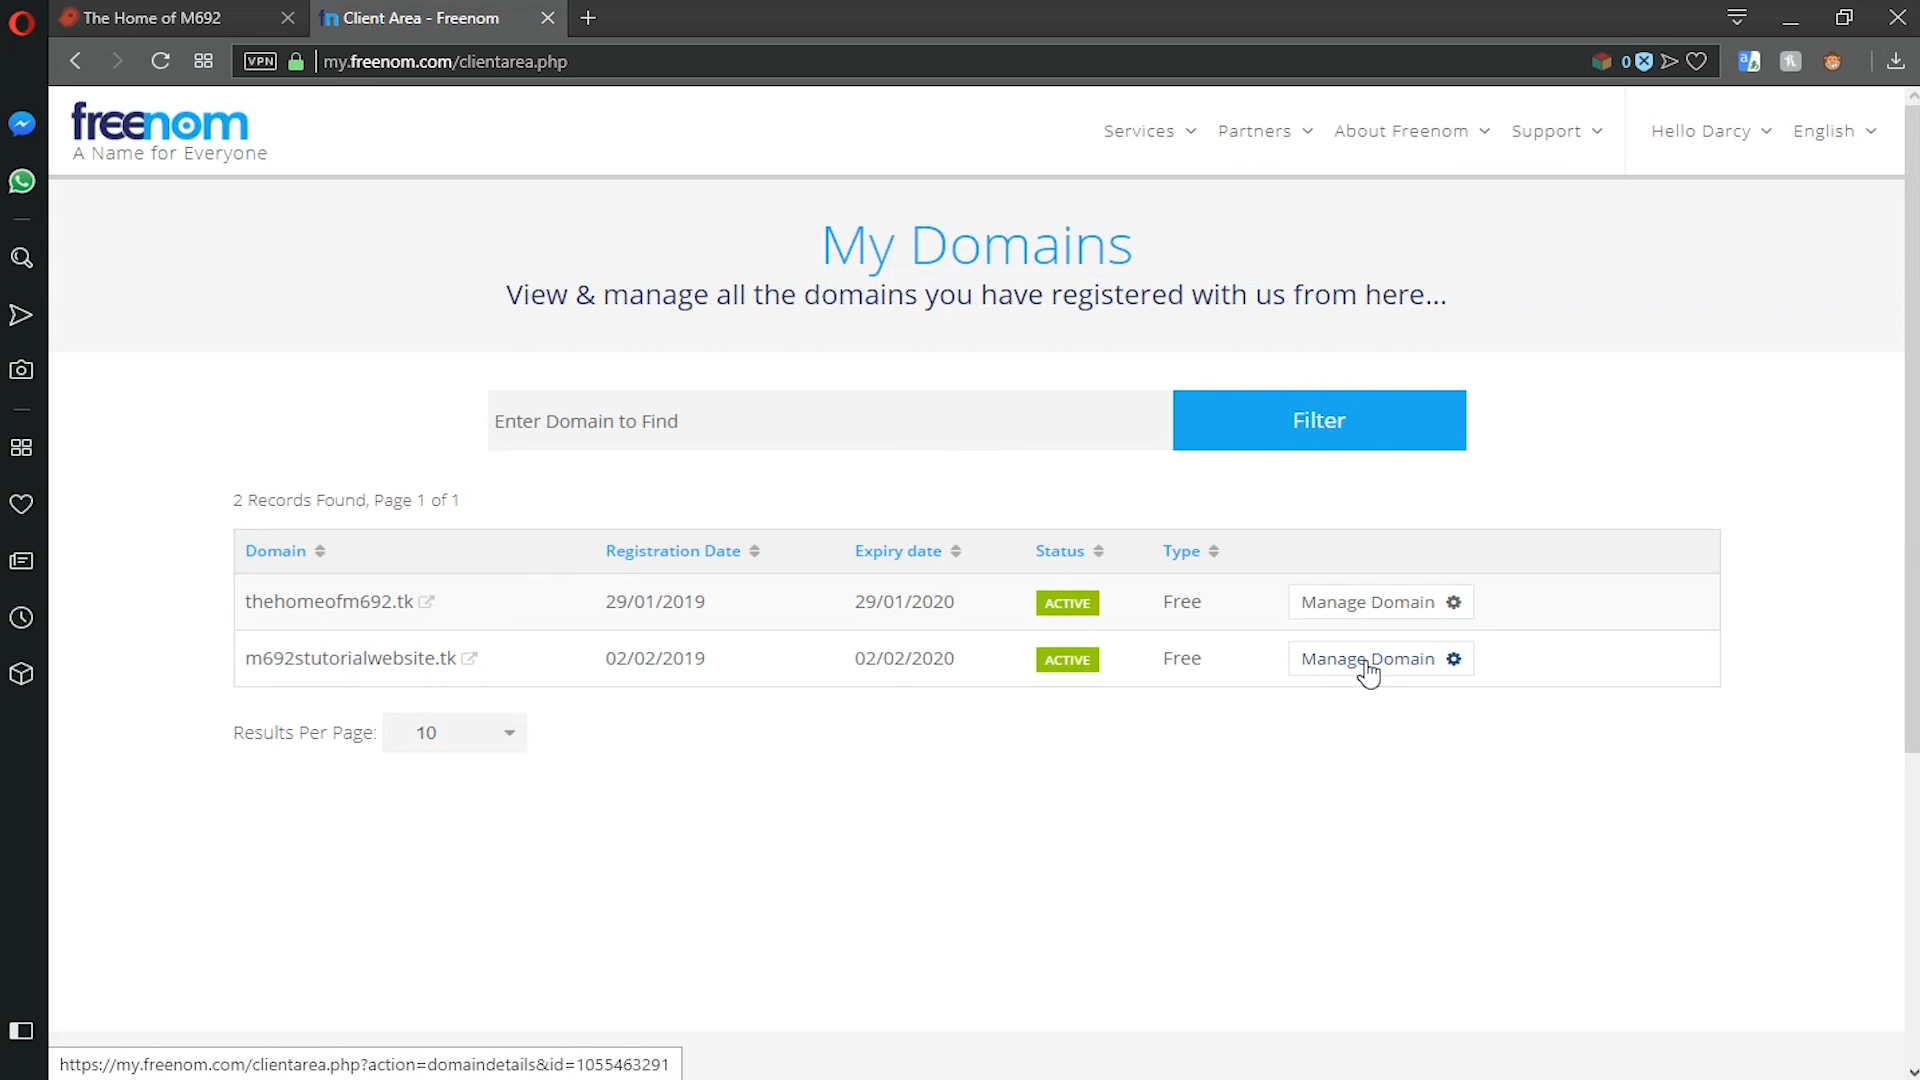 The Home of M692
Client Area - Freenom
VPN
my.freenom.com/clientarea.php
0
freenom
A Name for Everyone
Services
Partners
About Freenom
Support
Hello Darcy
English
My Domains
View & manage all the domains you have registered with us from here...
Enter Domain to Find
Filter
2 Records Found, Page 1 of 1
Domain
Registration Date
Expiry date
Status
Type
thehomeofm692.tk
29/01/2019
29/01/2020
ACTIVE
Free
Manage Domain
m692stutorialwebsite.tk
02/02/2019
02/02/2020
ACTIVE
Free
Manage Domain
Results Per Page:
10
https://my.freenom.com/clientarea.php?action=domaindetails&id=1055463291